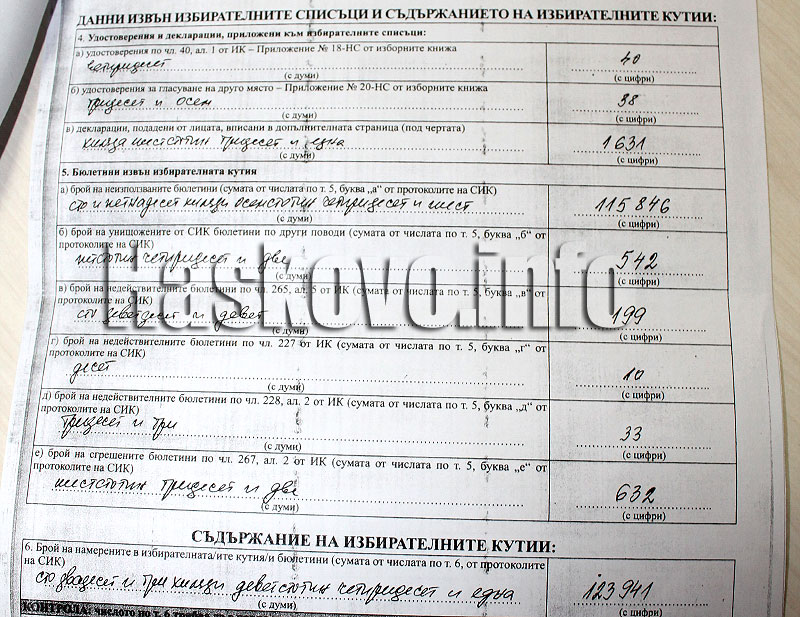 ДАННИ ИЗВЪН ИЗБИРАТЕЛНИТЕ СПИСЪЦИ И СЪДЪРЖАНИЕТО НА ИЗБИРАТЕЛНИТЕ КУТИИ:
4. Удостоверения и декларации, приложени към избирателните списъци:
а) удостоверения по чл. 40, ал. 1 от ИК – Приложение № 18-НС от изборните книжа
четиридесет 40
(с думи) (с цифри)
б) удостоверения за гласуване на друго място – Приложение № 20-НС от изборните книжа
тридесет и осем 38
(с думи) (с цифри)
в) декларации, подадени от лицата, вписани в допълнителната страница (под чертата)
хиляда шестстотин тридесет и една 1631
(с думи) (с цифри)
5. Бюлетини извън избирателната кутия
а) брой на неизползваните бюлетини (сумата от числата по т. 5, буква „а" от протоколите на СИК)
сто и петнадесет хиляди осемстотин четиридесет и шест 115 846
(с думи) (с цифри)
б) брой на унищожените от СИК бюлетини по други поводи (сумата от числата по т. 5, буква „б" от
протоколите на СИК)
петстотин четиридесет и две 542
(с думи) (с цифри)
Haskovo.info
в) брой на недействителните бюлетини по чл. 265, ал. 5 от ИК (сумата от числата по т. 5, буква „в" от
протоколите на СИК)
сто деветдесет и девет 199
(с думи) (с цифри)
г) брой на недействителните бюлетини по чл. 227 от ИК (сумата от числата по т. 5, буква „г" от
протоколите на СИК)
десет 10
(с думи) (с цифри)
д) брой на недействителните бюлетини по чл. 228, ал. 2 от ИК (сумата от числата по т. 5, буква „д" от
протоколите на СИК)
тридесет и три 33
(с думи) (с цифри)
е) брой на сгрешените бюлетини по чл. 267, ал. 2 от ИК (сумата от числата по т. 5, буква „е" от
протоколите на СИК)
шестстотин тридесет и две 632
(с думи) (с цифри)
СЪДЪРЖАНИЕ НА ИЗБИРАТЕЛНИТЕ КУТИИ:
6. Брой на намерените в избирателната/ите кутия/и бюлетини (сумата от числата по т. 6, от протоколите
на СИК)
сто двадесет и три хиляди деветстотин четиридесет и една 123 941
(с думи) (с цифри)
КОНТРОЛА: числото по т. 6